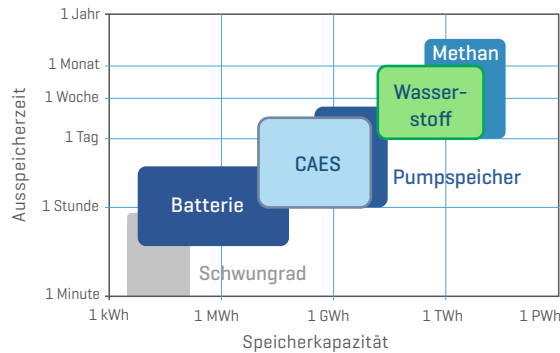 1 Jahr
Methan
1 Monat
Wasser-
stoff
1 Woche
1 Tag
CAES
Pumpspeicher
Batterie
1 Stunde
Schwungrad
1 Minute
1 kWh
1 MWh
1 GWh
1 TWh
1 PWh
Speicherkapazität
Ausspeicherzeit